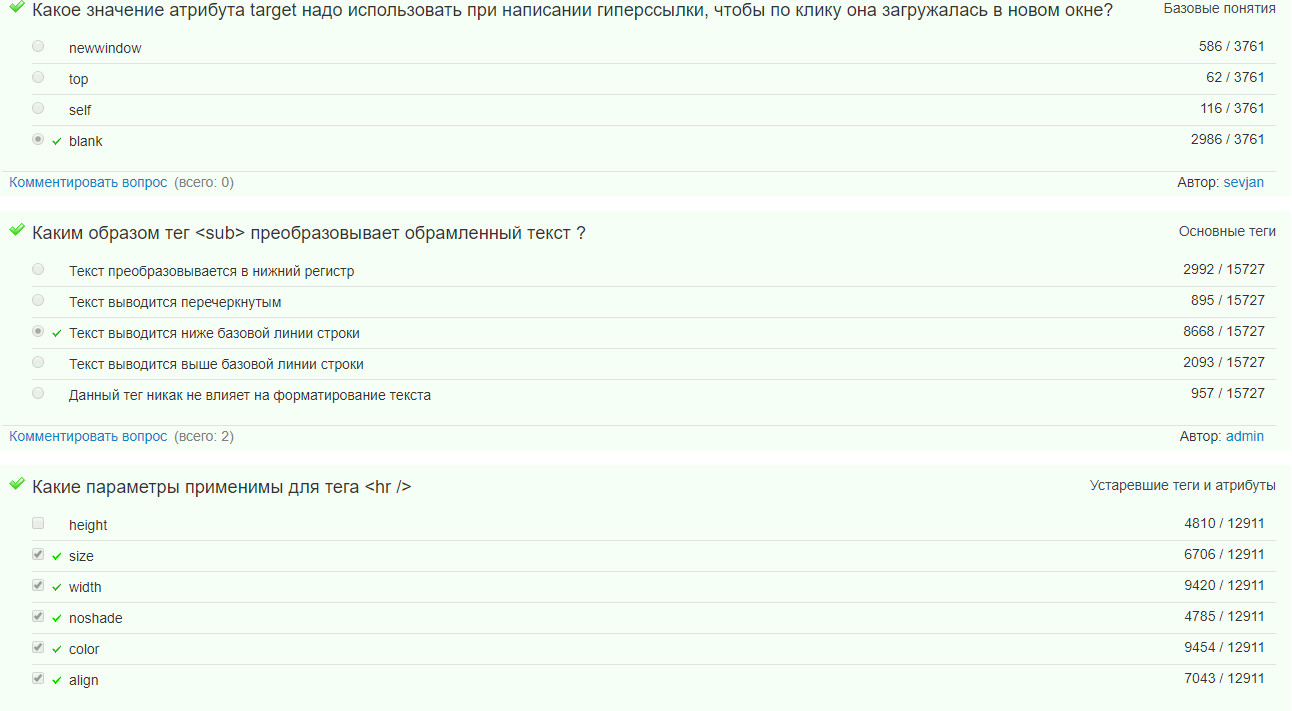 Какое значение атрибута target надо использовать при написании гиперссылки, чтобы по клику она загружалась в новом окне? Базовые понятия
newwindow 586 / 3761
top 62 / 3761
self 116 / 3761
blank 2986 / 3761
Комментировать вопрос (всего: 0) Автор: sevjan
Каким образом тег <sub> преобразовывает обрамленный текст ? Основные теги
Текст преобразовывается в нижний регистр 2992 / 15727
Текст выводится перечеркнутым 895 / 15727
Текст выводится ниже базовой линии строки 8668 / 15727
Текст выводится выше базовой линии строки 2093 / 15727
Данный тег никак не влияет на форматирование текста 957 / 15727
Комментировать вопрос (всего: 2) Автор: admin
Какие параметры применимы для тега <hr /> Устаревшие теги и атрибуты
height 4810 / 12911
size 6706 / 12911
width 9420 / 12911
noshade 4785 / 12911
color 9454 / 12911
align 7043 / 12911